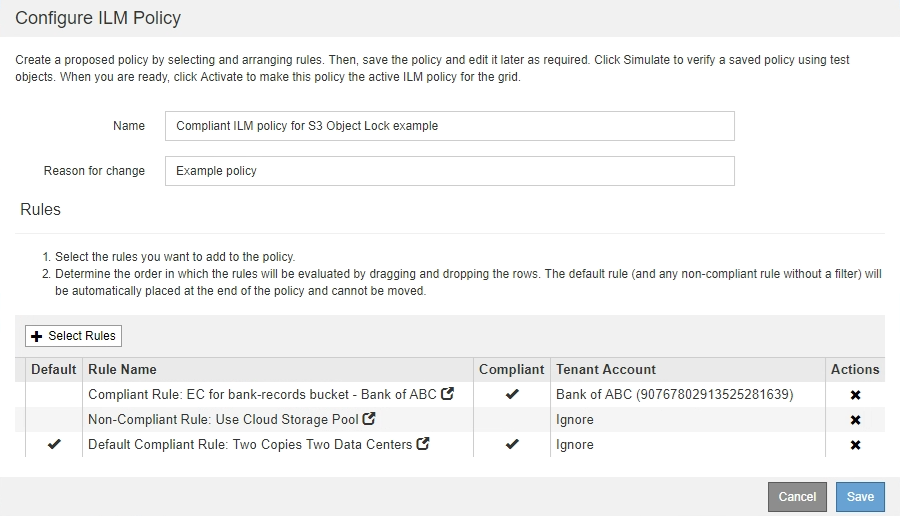 Configure ILM Policy
Create a proposed policy by selecting and arranging rules. Then, save the policy and edit it later as required. Click Simulate to verify a saved policy using test
objects. When you are ready, click Activate to make this policy the active ILM policy for the grid.
Name Compliant ILM policy for S3 Object Lock example
Reason for change Example policy
Rules
1. Select the rules you want to add to the policy.
2. Determine the order in which the rules will be evaluated by dragging and dropping the rows. The default rule (and any non-compliant rule without a filter) will
be automatically placed at the end of the policy and cannot be moved.
Select Rules
Default Rule Name Compliant Tenant Account Actions
Compliant Rule: EC for bank-records bucket - Bank of ABC Bank of ABC (90767802913525281639)
Non-Compliant Rule: Use Cloud Storage Pool Ignore
Default Compliant Rule: Two Copies Two Data Centers Ignore
Cancel Save